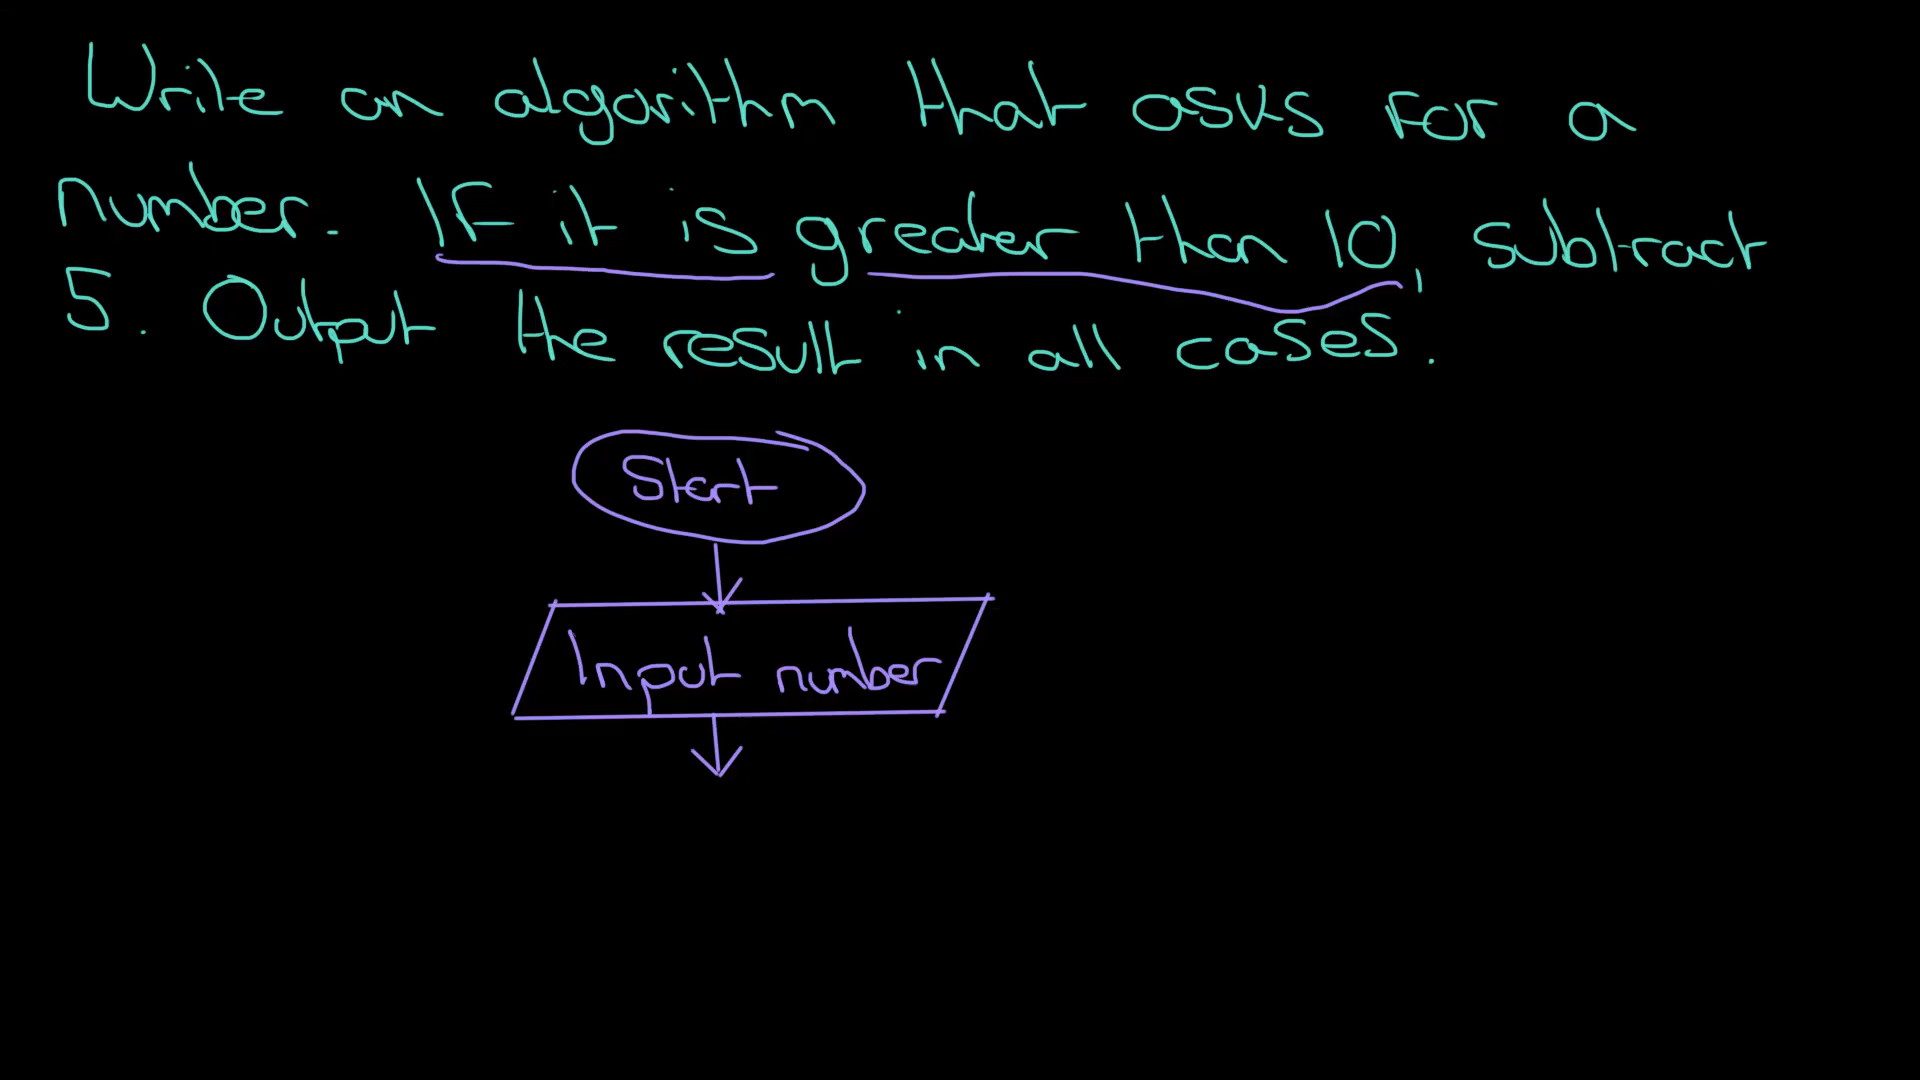 Write an algorithm that asks for a
number. If it is greater than 10, subtract
5. Output the result in all cases.
Start
Input number